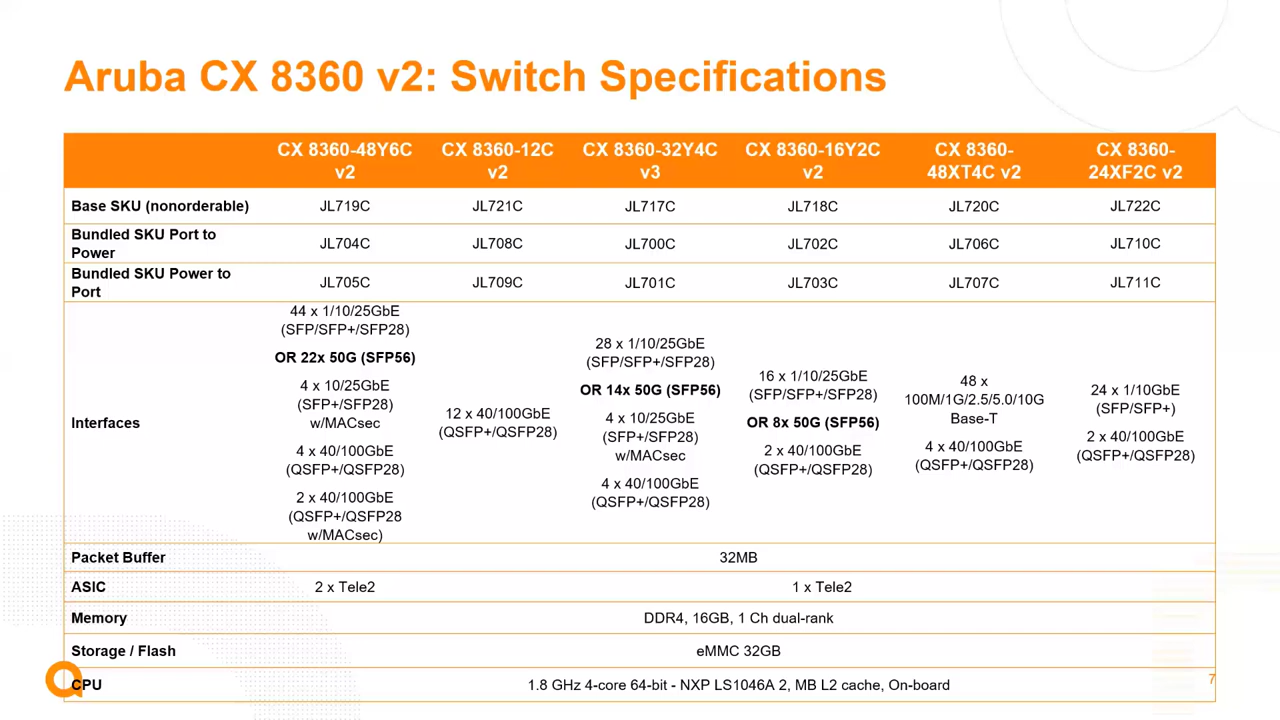 Aruba CX 8360 v2: Switch Specifications
CX 8360-48Y6C v2
CX 8360-12C v2
CX 8360-32Y4C v3
CX 8360-16Y2C v2
CX 8360-48XT4C v2
CX 8360-24XF2C v2
Base SKU (nonorderable)
JL719C
JL721C
JL717C
JL718C
JL720C
JL722C
Bundled SKU Port to
Power
JL704C
JL708C
JL700C
JL702C
JL706C
JL710C
Bundled SKU Power to
Port
JL705C
JL709C
JL701C
JL703C
JL707C
JL711C
Interfaces
44 x 1/10/25GbE
(SFP/SFP+/SFP28)
OR 22x 50G (SFP56)
4 x 10/25GbE
(SFP+/SFP28)
w/MACsec
4 x 40/100GbE
(QSFP+/QSFP28)
2 x 40/100GbE
(QSFP+/QSFP28
w/MACsec)
12 x 40/100GbE
(QSFP+/QSFP28)
28 x 1/10/25GbE
(SFP/SFP+/SFP28)
OR 14x 50G (SFP56)
4 x 10/25GbE
(SFP+/SFP28)
w/MACsec
4 x 40/100GbE
(QSFP+/QSFP28)
16 x 1/10/25GbE
(SFP/SFP+/SFP28)
OR 8x 50G (SFP56)
2 x 40/100GbE
(QSFP+/QSFP28)
48 x
100M/1G/2.5/5.0/10G
Base-T
4 x 40/100GbE
(QSFP+/QSFP28)
24 x 1/10GbE
(SFP/SFP+)
2 x 40/100GbE
(QSFP+/QSFP28)
Packet Buffer
32MB
ASIC
2 x Tele2
1 x Tele2
Memory
DDR4, 16GB, 1 Ch dual-rank
Storage / Flash
eMMC 32GB
CPU
1.8 GHz 4-core 64-bit - NXP LS1046A 2, MB L2 cache, On-board
7